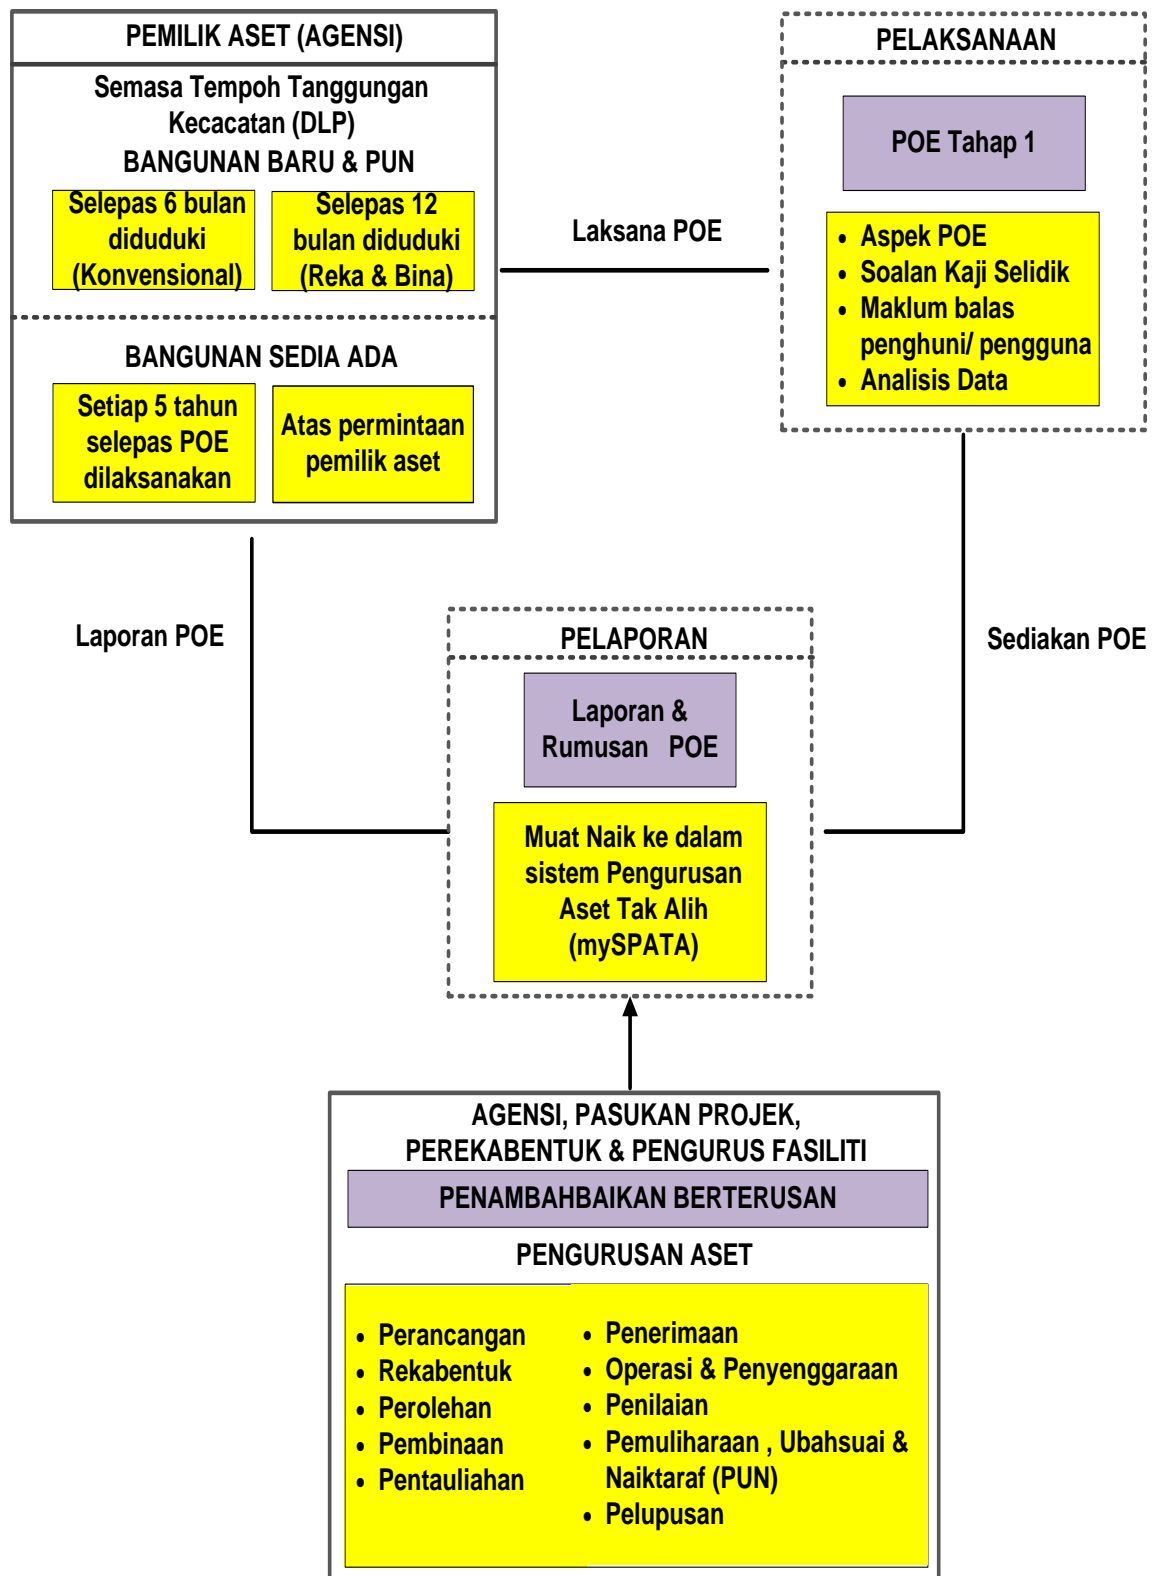 PEMILIK ASET (AGENSI)
Semasa Tempoh Tanggungan
Kecacatan (DLP)
BANGUNAN BARU & PUN
Selepas 6 bulan
diduduki
(Konvensional)
Selepas 12
bulan diduduki
(Reka & Bina)
BANGUNAN SEDIA ADA
Setiap 5 tahun
selepas POE
dilaksanakan
Atas permintaan
pemilik aset
Laksana POE
PELAKSANAAN
POE Tahap 1
• Aspek POE
• Soalan Kaji Selidik
• Maklum balas
penghuni/ pengguna
• Analisis Data
Laporan POE
Sediakan POE
PELAPORAN
Laporan &
Rumusan POE
Muat Naik ke dalam
sistem Pengurusan
Aset Tak Alih
(mySPATA)
AGENSI, PASUKAN PROJEK,
PEREKABENTUK & PENGURUS FASILITI
PENAMBAHBAIKAN BERTERUSAN
PENGURUSAN ASET
• Perancangan
• Rekabentuk
• Perolehan
• Pembinaan
• Pentauliahan
• Penerimaan
• Operasi & Penyenggaraan
• Penilaian
• Pemuliharaan , Ubahsuai &
Naiktaraf (PUN)
• Pelupusan